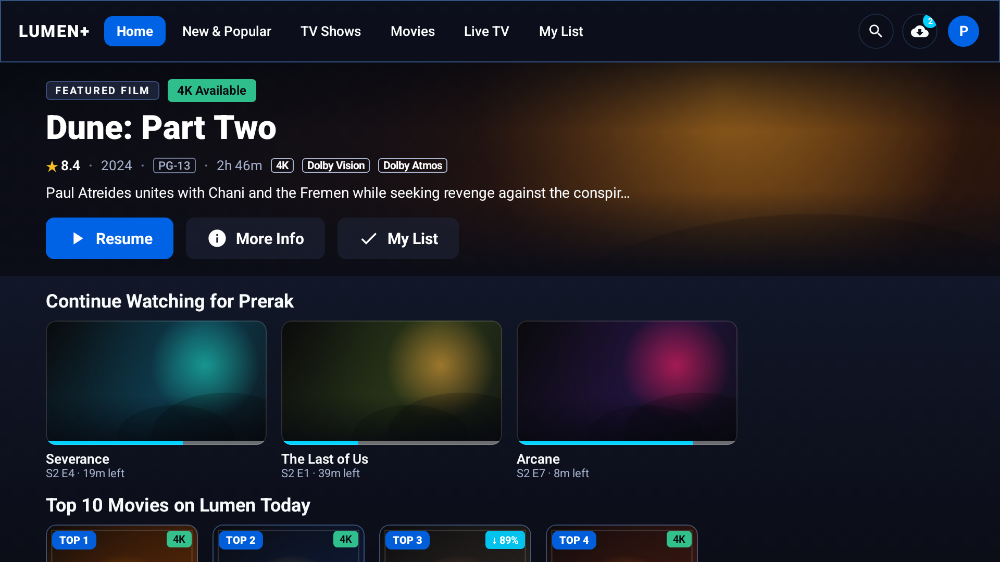 LUMEN+ Home New & Popular TV Shows Movies Live TV My List 2 P
FEATURED FILM 4K Available
Dune: Part Two
★ 8.4 · 2024 · PG-13 · 2h 46m 4K Dolby Vision Dolby Atmos
Paul Atreides unites with Chani and the Fremen while seeking revenge against the conspir...
Resume More Info My List
Continue Watching for Prerak
Severance The Last of Us Arcane
S2 E4 · 19m left S2 E1 · 39m left S2 E7 · 8m left
Top 10 Movies on Lumen Today
TOP 1 4K TOP 2 4K TOP 3 ↓ 89% TOP 4 4K